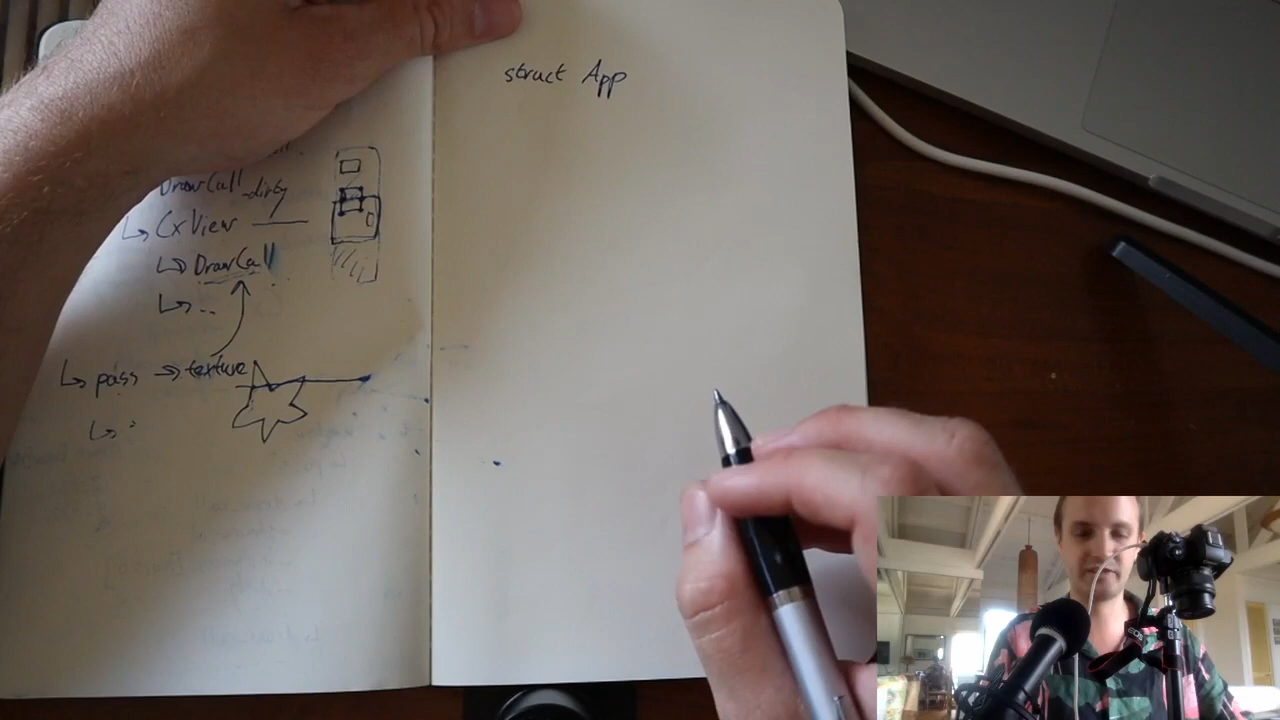 DrawCall
dirty
↳ CxView
↳ DrawCall
↳ ...
↳ pass → texture
↳ :
struct App